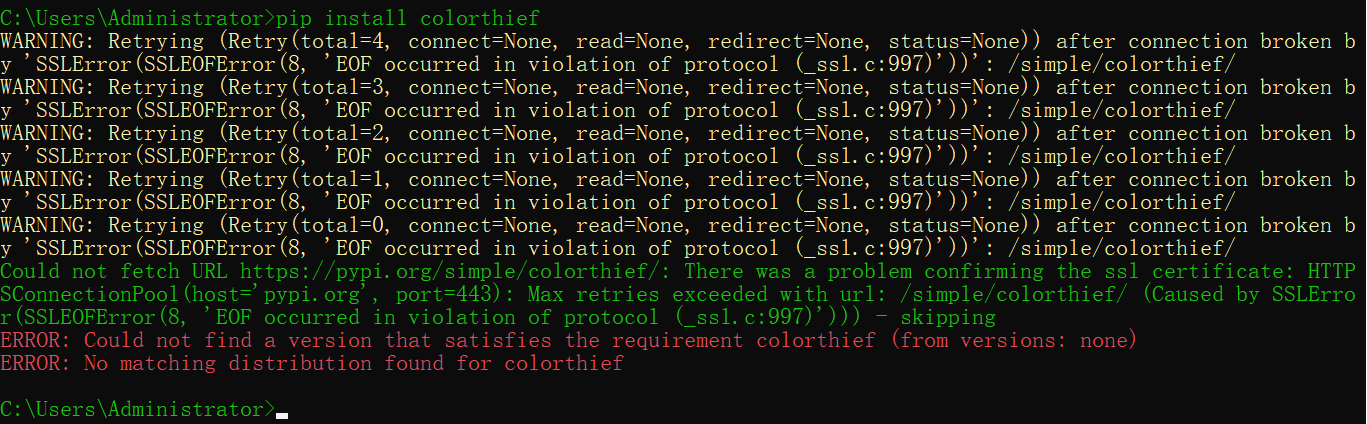 C:\Users\Administrator>pip install colorthief
WARNING: Retrying (Retry(total=4, connect=None, read=None, redirect=None, status=None)) after connection broken b
y 'SSLError(SSLEOFError(8, 'EOF occurred in violation of protocol (_ssl.c:997)'))': /simple/colorthief/
WARNING: Retrying (Retry(total=3, connect=None, read=None, redirect=None, status=None)) after connection broken b
y 'SSLError(SSLEOFError(8, 'EOF occurred in violation of protocol (_ssl.c:997)'))': /simple/colorthief/
WARNING: Retrying (Retry(total=2, connect=None, read=None, redirect=None, status=None)) after connection broken b
y 'SSLError(SSLEOFError(8, 'EOF occurred in violation of protocol (_ssl.c:997)'))': /simple/colorthief/
WARNING: Retrying (Retry(total=1, connect=None, read=None, redirect=None, status=None)) after connection broken b
y 'SSLError(SSLEOFError(8, 'EOF occurred in violation of protocol (_ssl.c:997)'))': /simple/colorthief/
WARNING: Retrying (Retry(total=0, connect=None, read=None, redirect=None, status=None)) after connection broken b
y 'SSLError(SSLEOFError(8, 'EOF occurred in violation of protocol (_ssl.c:997)'))': /simple/colorthief/
Could not fetch URL https://pypi.org/simple/colorthief/: There was a problem confirming the ssl certificate: HTTP
SConnectionPool(host='pypi.org', port=443): Max retries exceeded with url: /simple/colorthief/ (Caused by SSLErro
r(SSLEOFError(8, 'EOF occurred in violation of protocol (_ssl.c:997)'))) - skipping
ERROR: Could not find a version that satisfies the requirement colorthief (from versions: none)
ERROR: No matching distribution found for colorthief
C:\Users\Administrator>